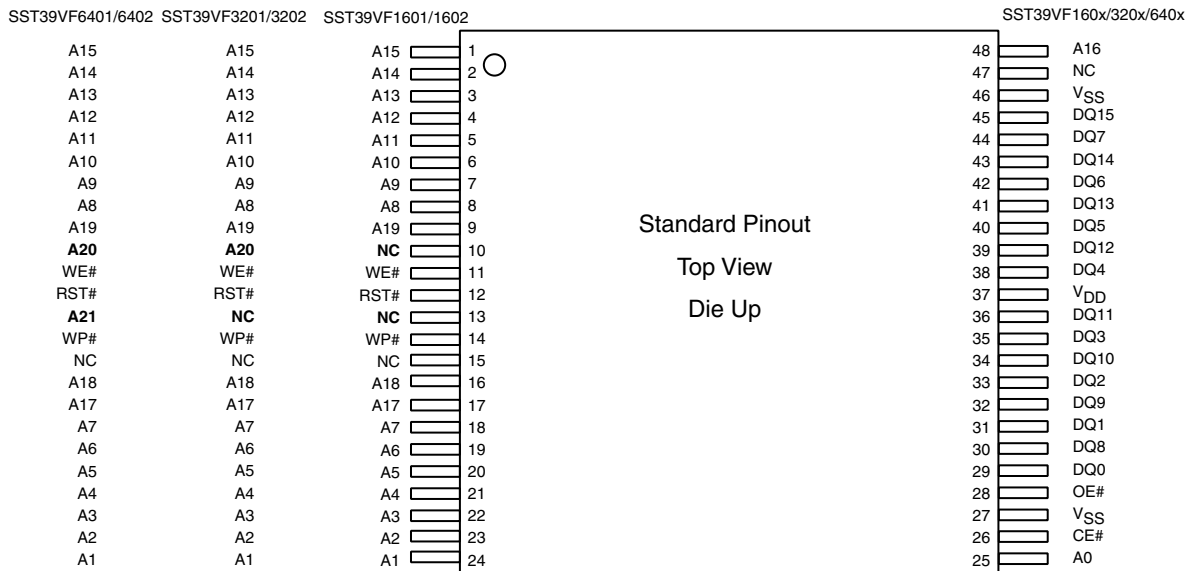 SST39VF6401/6402 SST39VF3201/3202 SST39VF1601/1602 SST39VF160x/320x/640x
A15 A15 A15 1 48 A16
A14 A14 A14 2 47 NC
A13 A13 A13 3 46 VSS
A12 A12 A12 4 45 DQ15
A11 A11 A11 5 44 DQ7
A10 A10 A10 6 43 DQ14
A9 A9 A9 7 42 DQ6
A8 A8 A8 8 41 DQ13
A19 A19 A19 9 Standard Pinout 40 DQ5
A20 A20 NC 10 39 DQ12
WE# WE# WE# 11 Top View 38 DQ4
RST# RST# RST# 12 37 VDD
A21 NC NC 13 Die Up 36 DQ11
WP# WP# WP# 14 35 DQ3
NC NC NC 15 34 DQ10
A18 A18 A18 16 33 DQ2
A17 A17 A17 17 32 DQ9
A7 A7 A7 18 31 DQ1
A6 A6 A6 19 30 DQ8
A5 A5 A5 20 29 DQ0
A4 A4 A4 21 28 OE#
A3 A3 A3 22 27 VSS
A2 A2 A2 23 26 CE#
A1 A1 A1 24 25 A0